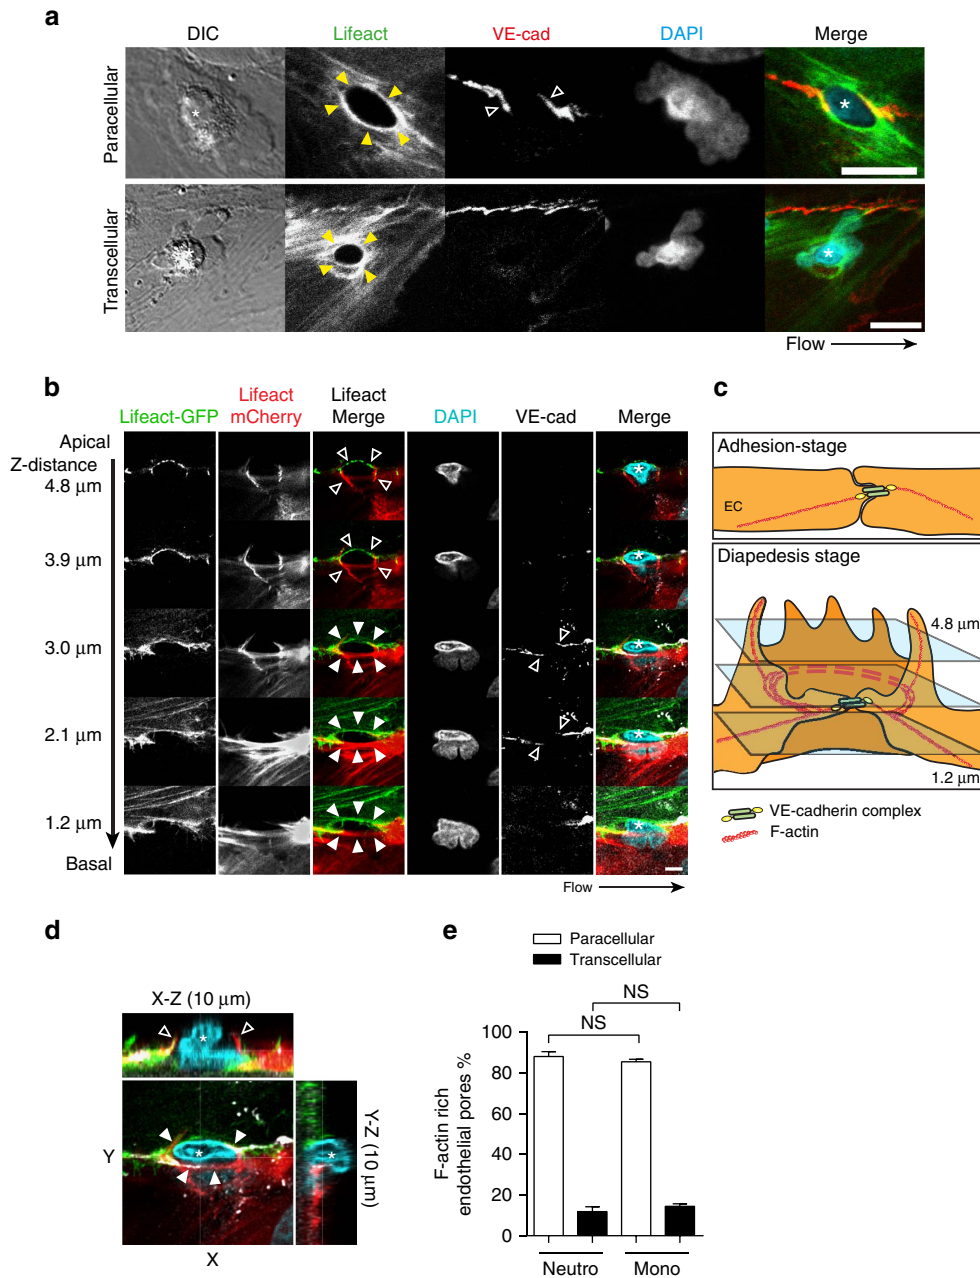 a
DIC
Lifeact
VE-cad
DAPI
Merge
Paracellular
*
*
Transcellular
*
*
Flow
b
Lifeact-GFP
Lifeact
mCherry
Lifeact
Merge
DAPI
VE-cad
Merge
Apical
Z-distance
4.8 μm
*
3.9 μm
*
3.0 μm
*
2.1 μm
*
1.2 μm
*
Basal
Flow
c
Adhesion-stage
EC
Diapedesis stage
4.8 μm
1.2 μm
VE-cadherin complex
F-actin
d
X-Z (10 μm)
*
Y
*
*
Y-Z (10 μm)
X
e
Paracellular
Transcellular
NS
NS
F-actin rich
endothelial pores %
100
80
60
40
20
0
Neutro
Mono